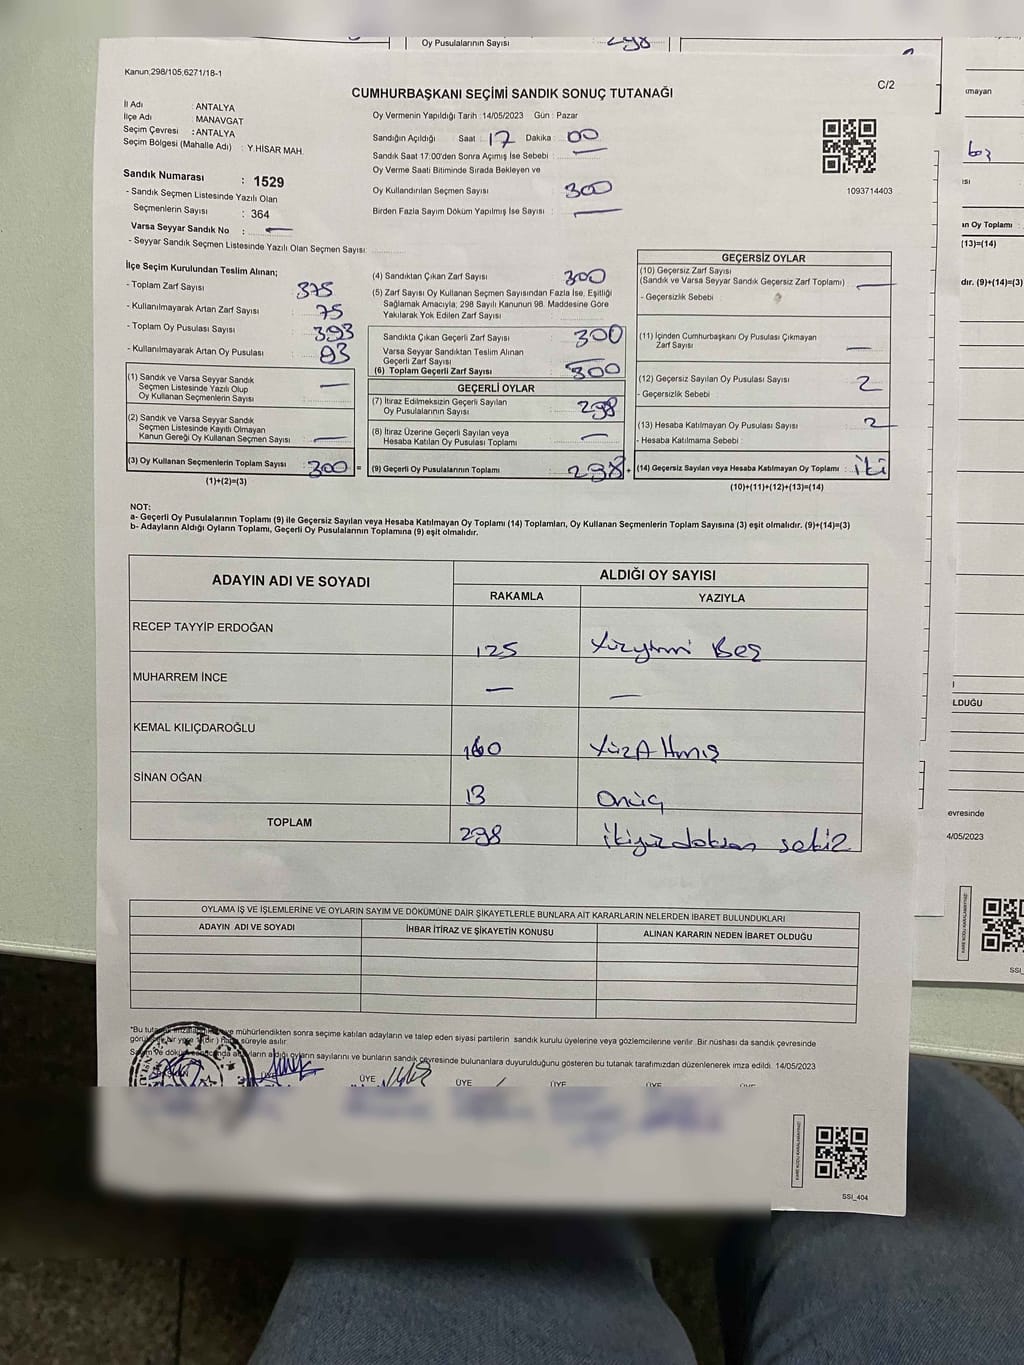 Oy Pusulalarının Sayısı 298
Kanun;298/105;6271/18-1
C/2
CUMHURBAŞKANI SEÇİMİ SANDIK SONUÇ TUTANAĞI
İl Adı : ANTALYA
İlçe Adı : MANAVGAT
Seçim Çevresi : ANTALYA
Seçim Bölgesi (Mahalle Adı) : Y.HİSAR MAH.
Oy Vermenin Yapıldığı Tarih :14/05/2023 Gün : Pazar
Sandığın Açıldığı Saat : 17 Dakika : 00
Sandık Saat 17:00'den Sonra Açımış İse Sebebi : —
Oy Verme Saati Bitiminde Sırada Bekleyen ve
Oy Kullandırılan Seçmen Sayısı : 300
Birden Fazla Sayım Döküm Yapılmış İse Sayısı : —
1093714403
Sandık Numarası : 1529
- Sandık Seçmen Listesinde Yazılı Olan
Seçmenlerin Sayısı : 364
Varsa Seyyar Sandık No : —
- Seyyar Sandık Seçmen Listesinde Yazılı Olan Seçmen Sayısı:
İlçe Seçim Kurulundan Teslim Alınan;
- Toplam Zarf Sayısı 375
- Kullanılmayarak Artan Zarf Sayısı 75
- Toplam Oy Pusulası Sayısı 393
- Kullanılmayarak Artan Oy Pusulası
(1) Sandık ve Varsa Seyyar Sandık
Seçmen Listesinde Yazılı Olup
Oy Kullanan Seçmenlerin Sayısı : —
(2) Sandık ve Varsa Seyyar Sandık
Seçmen Listesinde Kayıtlı Olmayan
Kanun Gereği Oy Kullanan Seçmen Sayısı : —
(3) Oy Kullanan Seçmenlerin Toplam Sayısı : 300 =
(1)+(2)=(3)
(4) Sandıktan Çıkan Zarf Sayısı 300
(5) Zarf Sayısı Oy Kullanan Seçmen Sayısından Fazla İse, Eşitliği
Sağlamak Amacıyla; 298 Sayılı Kanunun 98. Maddesine Göre
Yakılarak Yok Edilen Zarf Sayısı
Sandıkta Çıkan Geçerli Zarf Sayısı 300
Varsa Seyyar Sandıktan Teslim Alınan
Geçerli Zarf Sayısı
(6) Toplam Geçerli Zarf Sayısı 300
GEÇERLİ OYLAR
(7) İtiraz Edilmeksizin Geçerli Sayılan
Oy Pusulalarının Sayısı 298
(8) İtiraz Üzerine Geçerli Sayılan veya
Hesaba Katılan Oy Pusulası Toplamı —
(9) Geçerli Oy Pusulalarının Toplamı 298 +
GEÇERSİZ OYLAR
(10) Geçersiz Zarf Sayısı
(Sandık ve Varsa Seyyar Sandık Geçersiz Zarf Toplamı) : —
- Geçersizlik Sebebi :
(11) İçinden Cumhurbaşkanı Oy Pusulası Çıkmayan
Zarf Sayısı —
(12) Geçersiz Sayılan Oy Pusulası Sayısı : 2
- Geçersizlik Sebebi :
(13) Hesaba Katılmayan Oy Pusulası Sayısı : 2
- Hesaba Katılmama Sebebi :
(14) Geçersiz Sayılan veya Hesaba Katılmayan Oy Toplamı : iki
(10)+(11)+(12)+(13)=(14)
NOT:
a- Geçerli Oy Pusulalarının Toplamı (9) ile Geçersiz Sayılan veya Hesaba Katılmayan Oy Toplamı (14) Toplamları, Oy Kullanan Seçmenlerin Toplam Sayısına (3) eşit olmalıdır. (9)+(14)=(3)
b- Adayların Aldığı Oyların Toplamı, Geçerli Oy Pusulalarının Toplamına (9) eşit olmalıdır.
ADAYIN ADI VE SOYADI
ALDIĞI OY SAYISI
RAKAMLA YAZIYLA
RECEP TAYYİP ERDOĞAN 125 Yüzyirmi Beş
MUHARREM İNCE — —
KEMAL KILIÇDAROĞLU 160 YüzAltmış
SİNAN OĞAN 13 Onüç
TOPLAM 298 ikiyüzdoksan sekiz
OYLAMA İŞ VE İŞLEMLERİNE VE OYLARIN SAYIM VE DÖKÜMÜNE DAİR ŞİKAYETLERLE BUNLARA AİT KARARLARIN NELERDEN İBARET BULUNDUKLARI
ADAYIN ADI VE SOYADI İHBAR İTİRAZ VE ŞİKAYETİN KONUSU ALINAN KARARIN NEDEN İBARET OLDUĞU
*Bu ve mühürlendikten sonra seçime katılan adayların ve talep eden siyasi partilerin sandık kurulu üyelerine veya gözlemcilerine verilir .Bir nüshası da sandık çevresinde
süreyle asılır.
aldığı oyların sayılarını ve bunların sandık çevresinde bulunanlara duyurulduğunu gösteren bu tutanak tarafımızdan düzenlenerek imza edildi. 14/05/2023
ÜYE ÜYE ÜYE ÜYE
KARE KODU KARALAMAYINIZ!
SSI_404
ımayan
an Oy Toplamı
(13)=(14)
dır. (9)+(14)=(3)
LDUĞU
evresinde
4/05/2023
KARE KODU KARALAMAYINIZ!
SSI_